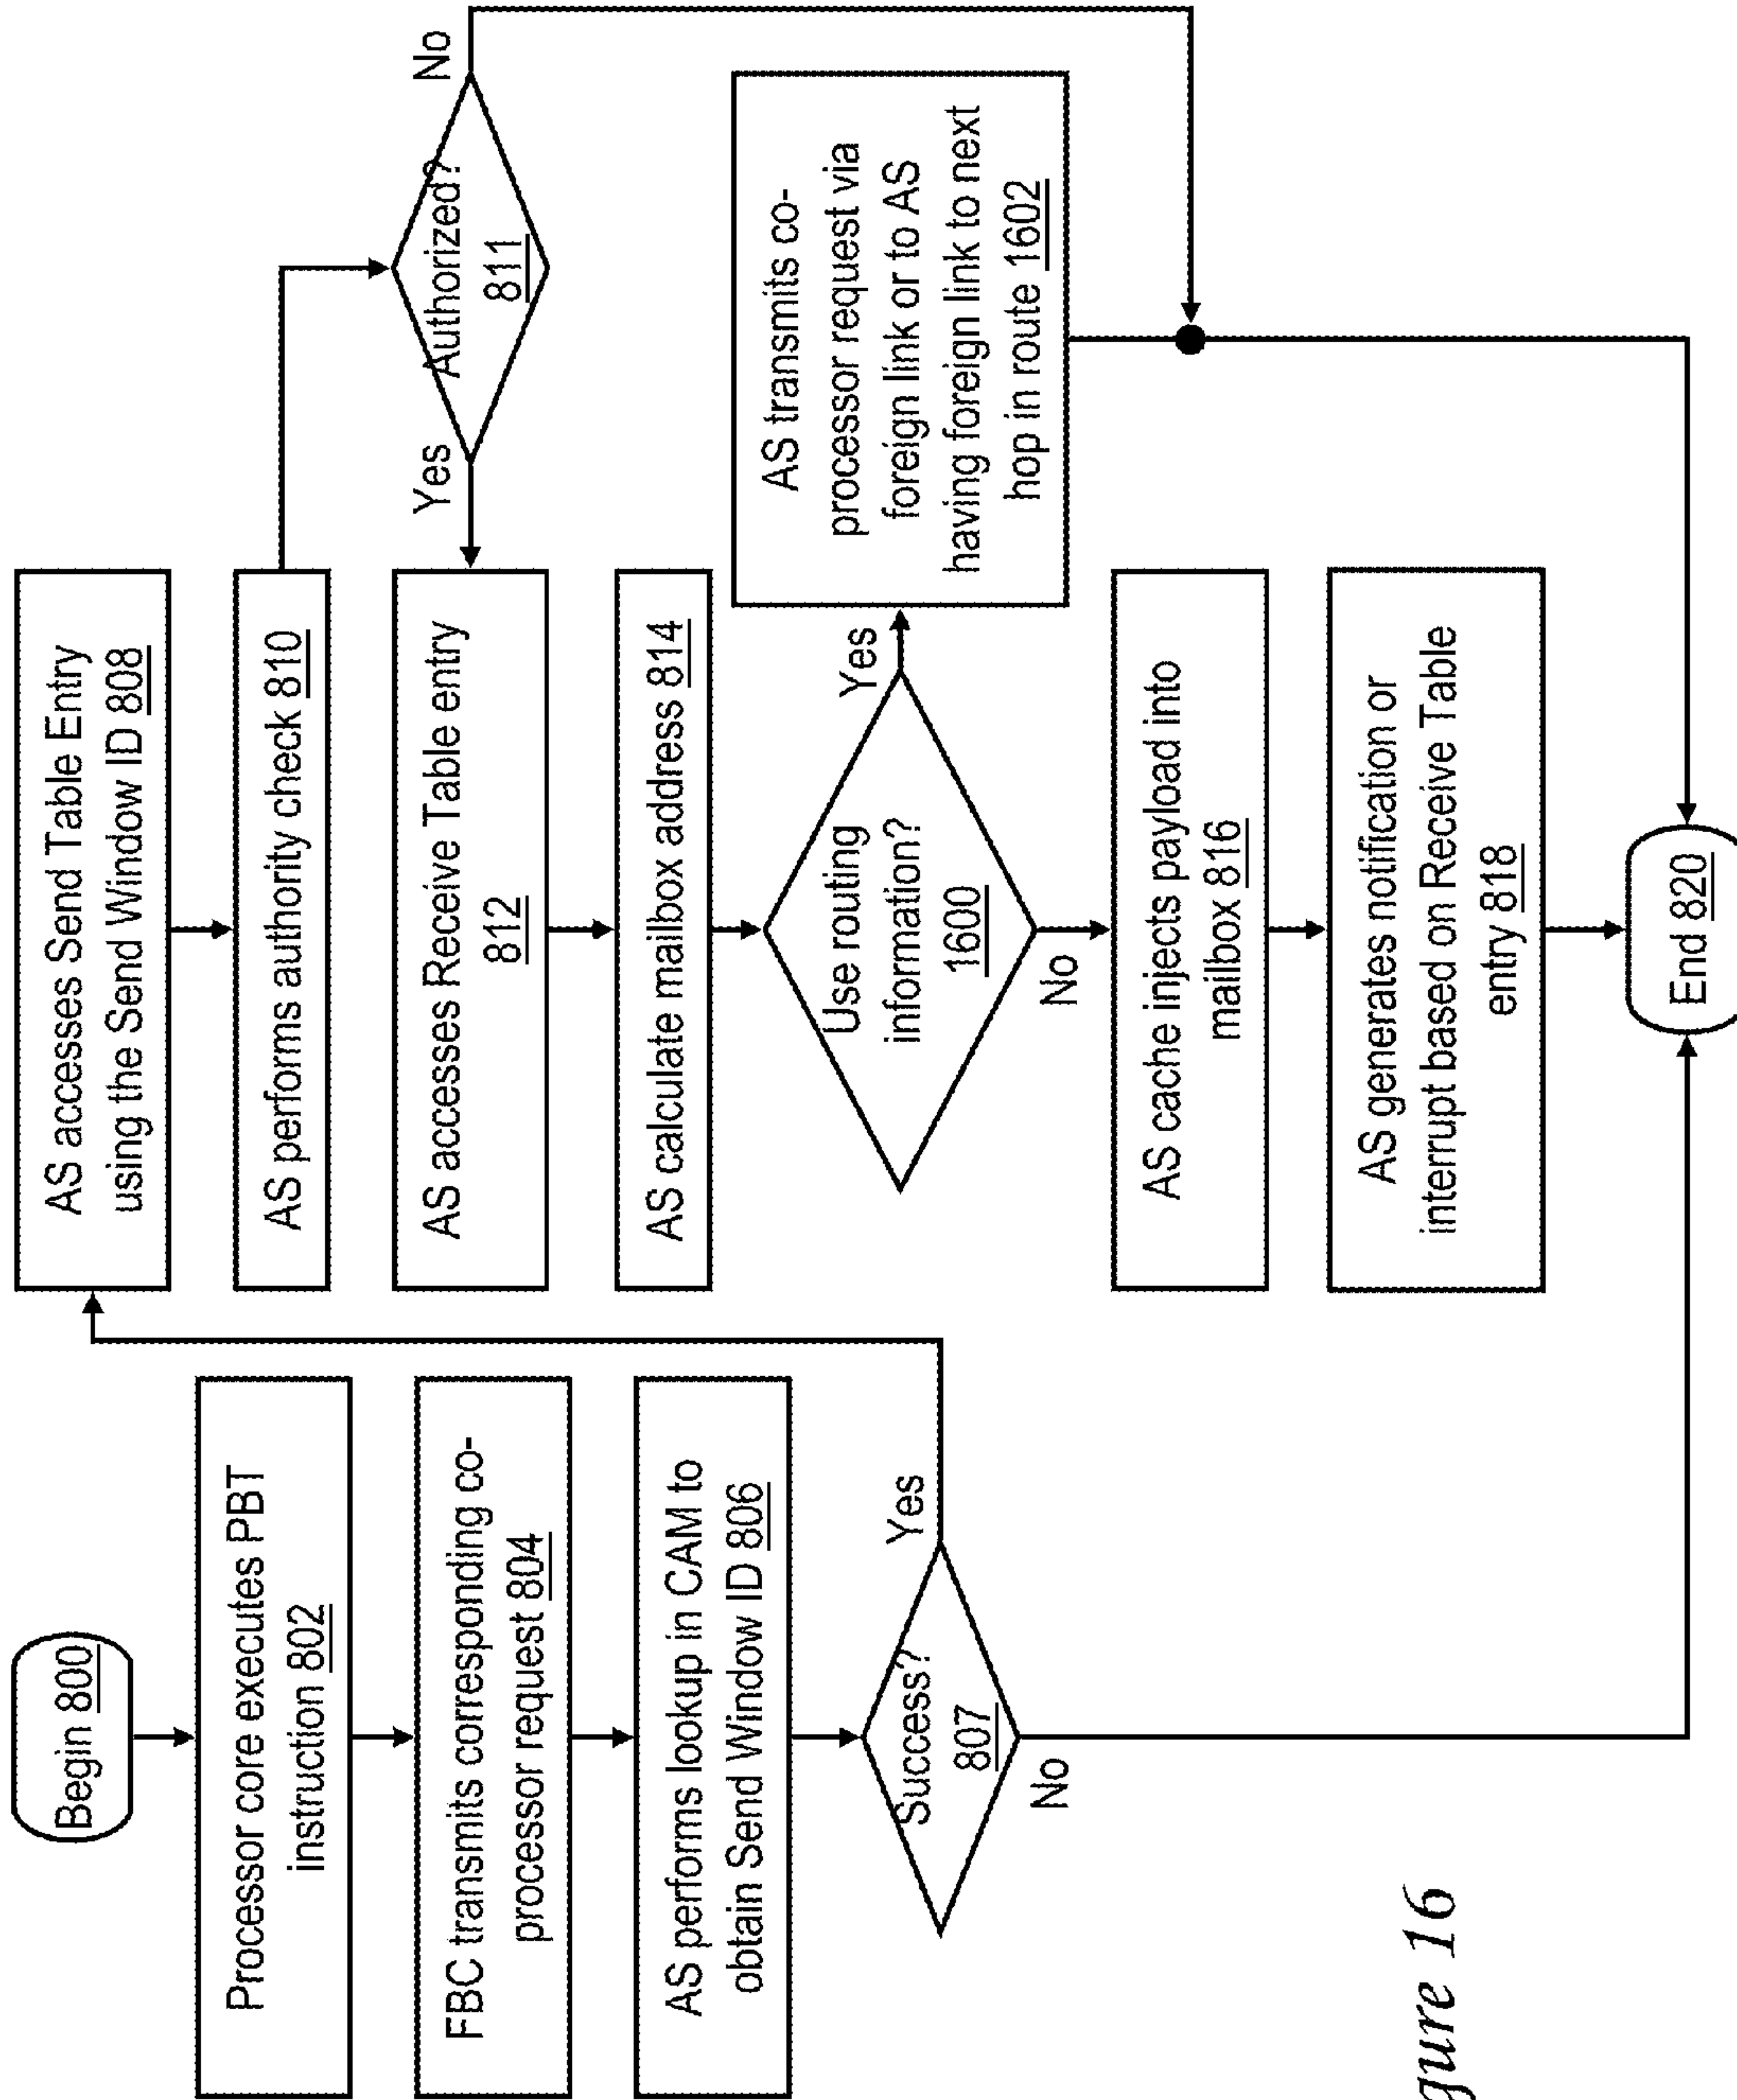 Begin 800
Processor core executes PBT
instruction 802
FBC transmits corresponding co-
processor request 804
AS performs lookup in CAM to
obtain Send Window ID 806
Success?
807
Yes
No
AS accesses Send Table Entry
using the Send Window ID 808
AS performs authority check 810
Authorized?
811
Yes
No
AS accesses Receive Table entry
812
AS calculate mailbox address 814
Use routing
information?
1600
Yes
No
AS transmits co-
processor request via
foreign link or to AS
having foreign link to next
hop in route 1602
AS cache injects payload into
mailbox 816
AS generates notification or
interrupt based on Receive Table
entry 818
End 820
gure 16